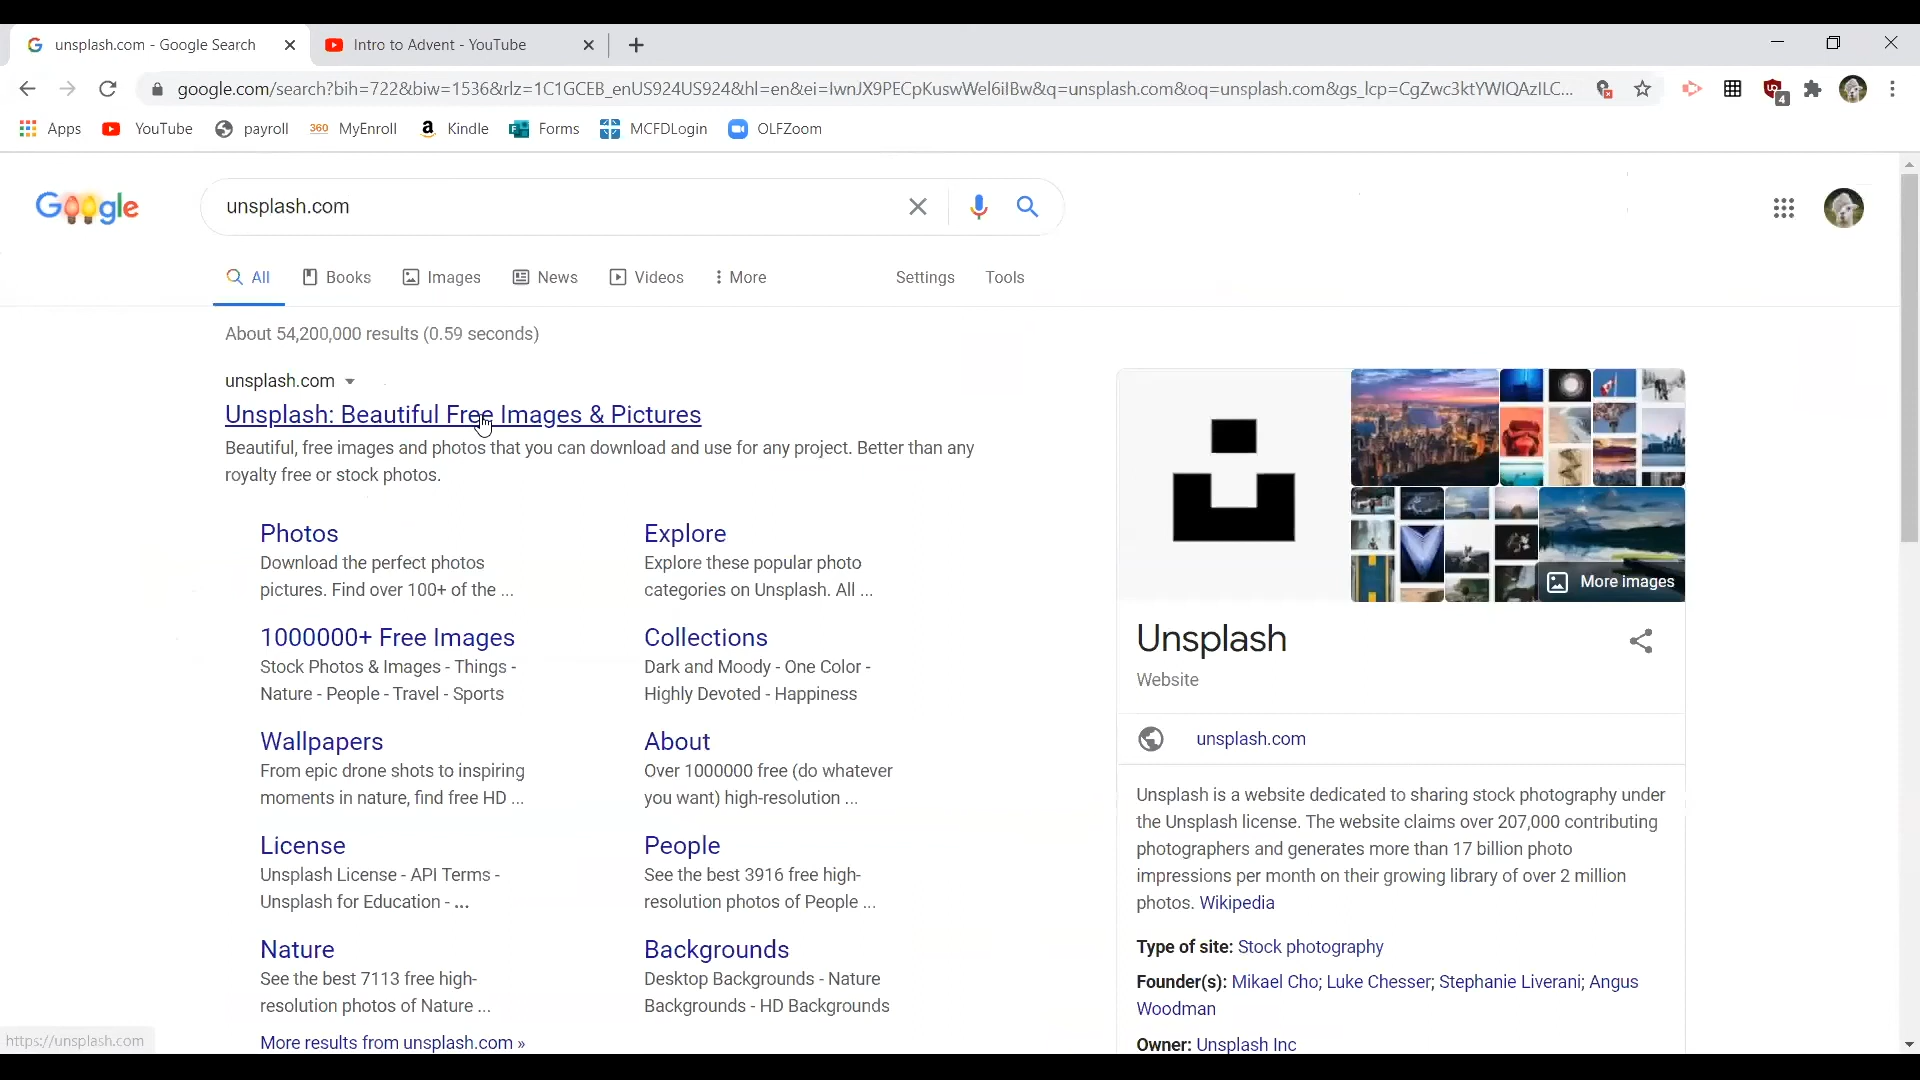 unsplash.com - Google Search
Intro to Advent - YouTube
google.com/search?bih=722&biw=1536&rlz=1C1GCEB_enUS924US924&hl=en&ei=IwnJX9PECpKuswWel6iIBw&q=unsplash.com&oq=unsplash.com&gs_lcp=CgZwc3ktYWIQAzILC...
4
Apps
YouTube
payroll
360 MyEnroll
Kindle
Forms
MCFDLogin
OLFZoom
Google
unsplash.com
All
Books
Images
News
Videos
More
Settings
Tools
About 54,200,000 results (0.59 seconds)
unsplash.com
Unsplash: Beautiful Free Images & Pictures
Beautiful, free images and photos that you can download and use for any project. Better than any
royalty free or stock photos.
Photos
Download the perfect photos
pictures. Find over 100+ of the ...
Explore
Explore these popular photo
categories on Unsplash. All ...
1000000+ Free Images
Stock Photos & Images - Things -
Nature - People - Travel - Sports
Collections
Dark and Moody - One Color -
Highly Devoted - Happiness
Wallpapers
From epic drone shots to inspiring
moments in nature, find free HD ...
About
Over 1000000 free (do whatever
you want) high-resolution ...
License
Unsplash License - API Terms -
Unsplash for Education - ...
People
See the best 3916 free high-
resolution photos of People ...
Nature
See the best 7113 free high-
resolution photos of Nature ...
Backgrounds
Desktop Backgrounds - Nature
Backgrounds - HD Backgrounds
More results from unsplash.com »
More images
Unsplash
Website
unsplash.com
Unsplash is a website dedicated to sharing stock photography under
the Unsplash license. The website claims over 207,000 contributing
photographers and generates more than 17 billion photo
impressions per month on their growing library of over 2 million
photos. Wikipedia
Type of site: Stock photography
Founder(s): Mikael Cho; Luke Chesser; Stephanie Liverani; Angus
Woodman
Owner: Unsplash Inc
https://unsplash.com